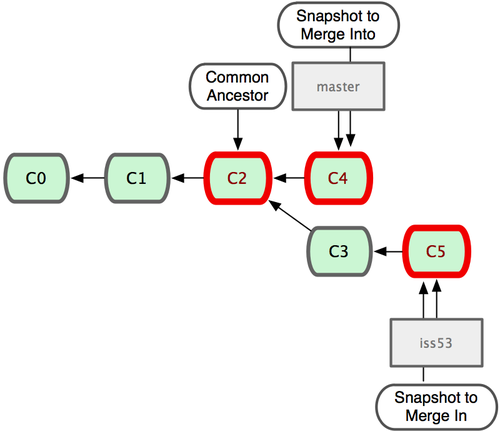 Snapshot to
Merge Into
master
Common
Ancestor
C0
C1
C2
C4
C3
C5
iss53
Snapshot to
Merge In